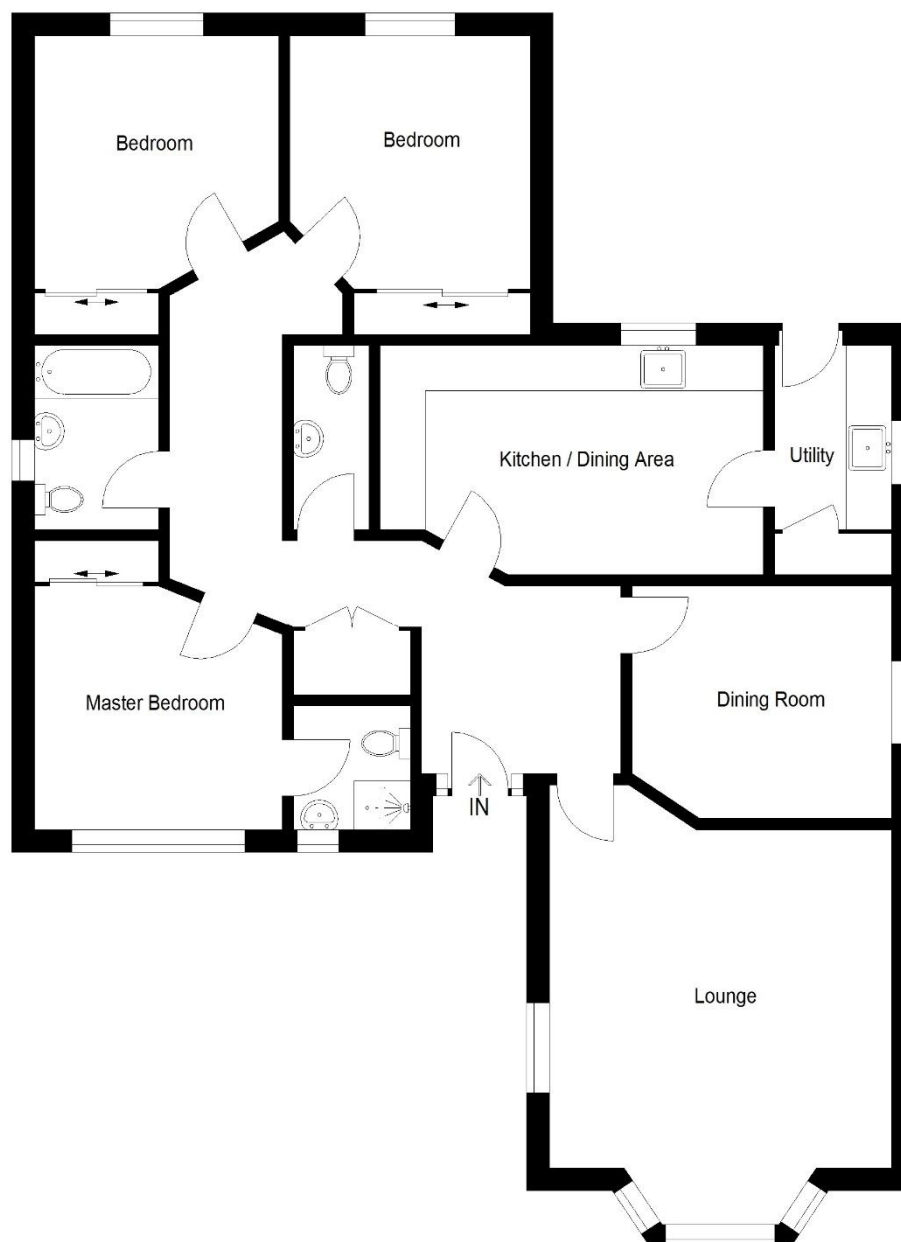 Bedroom
Bedroom
Kitchen / Dining Area
Utility
Master Bedroom
Dining Room
IN
Lounge